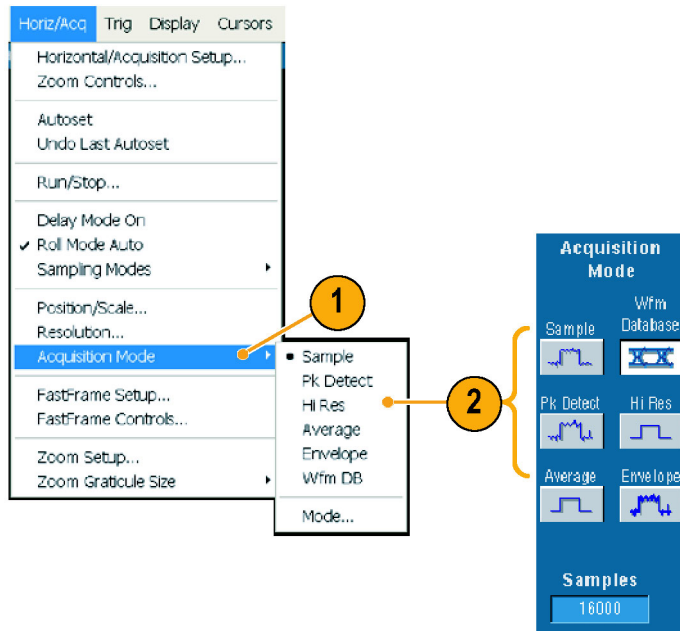 Horiz/Acq Trig Display Cursors
Horizontal/Acquisition Setup...
Zoom Controls...
Autoset
Undo Last Autoset
Run/Stop...
Delay Mode On
Roll Mode Auto
Sampling Modes
Position/Scale...
Resolution...
Acquisition Mode
FastFrame Setup...
FastFrame Controls...
Zoom Setup...
Zoom Graticule Size
1
Sample
Pk Detect
Hi Res
Average
Envelope
Wfm DB
Mode...
2
Acquisition
Mode
Wfm
Sample Database
Pk Detect Hi Res
Average Envelope
Samples
16000